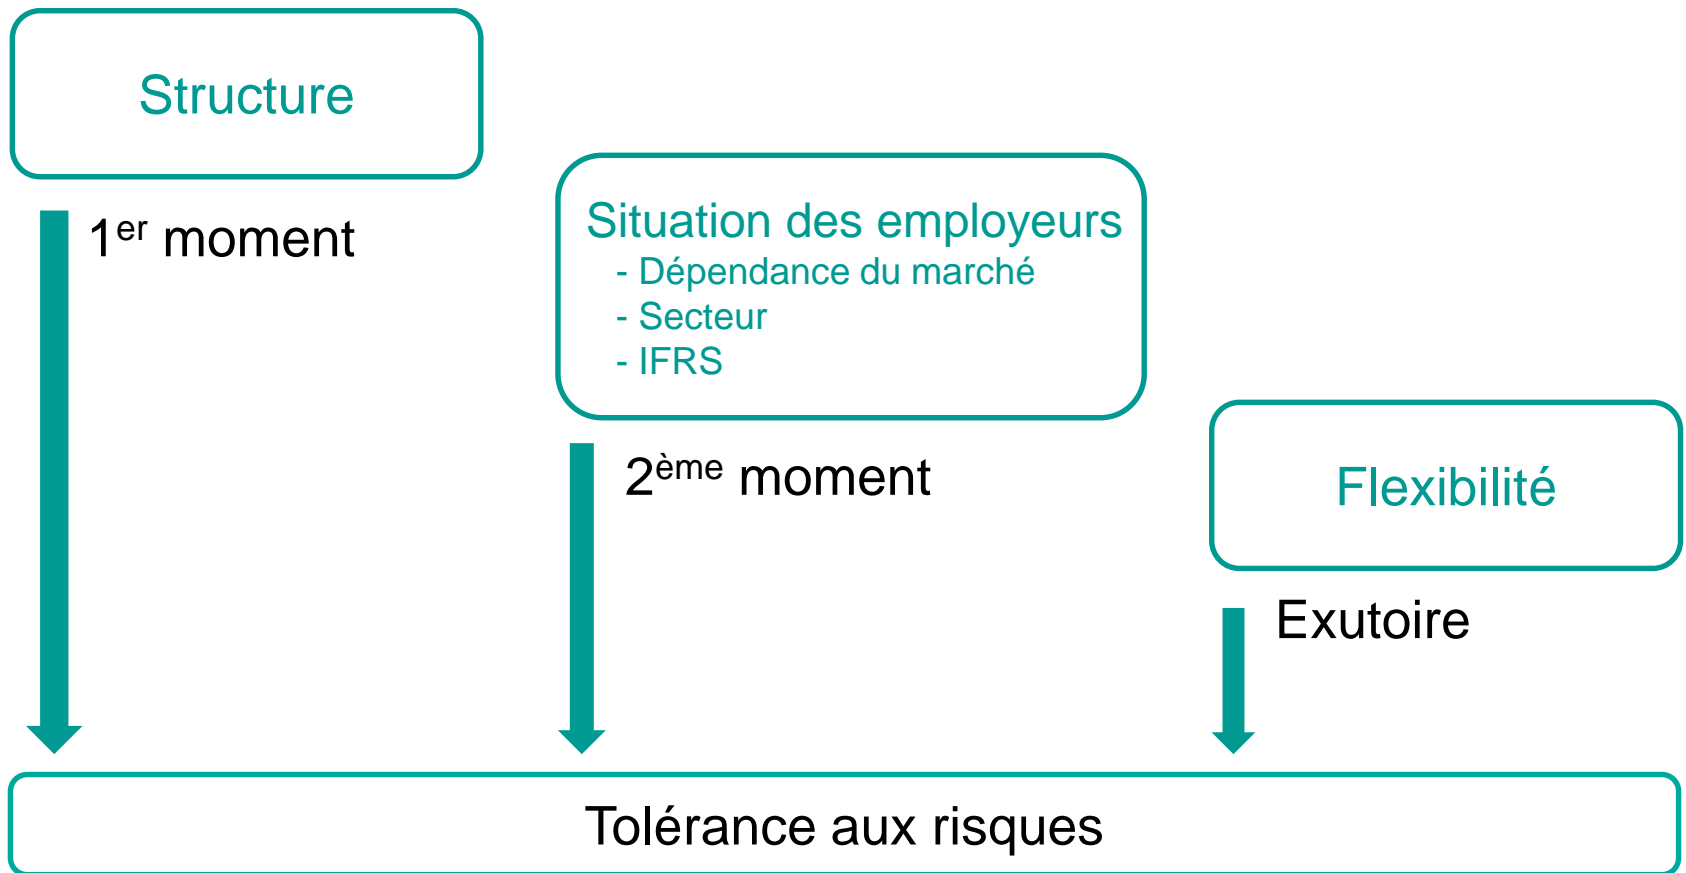 Structure
1er moment
Situation des employeurs
- Dépendance du marché
- Secteur
- IFRS
2ème moment
Flexibilité
Exutoire
Tolérance aux risques